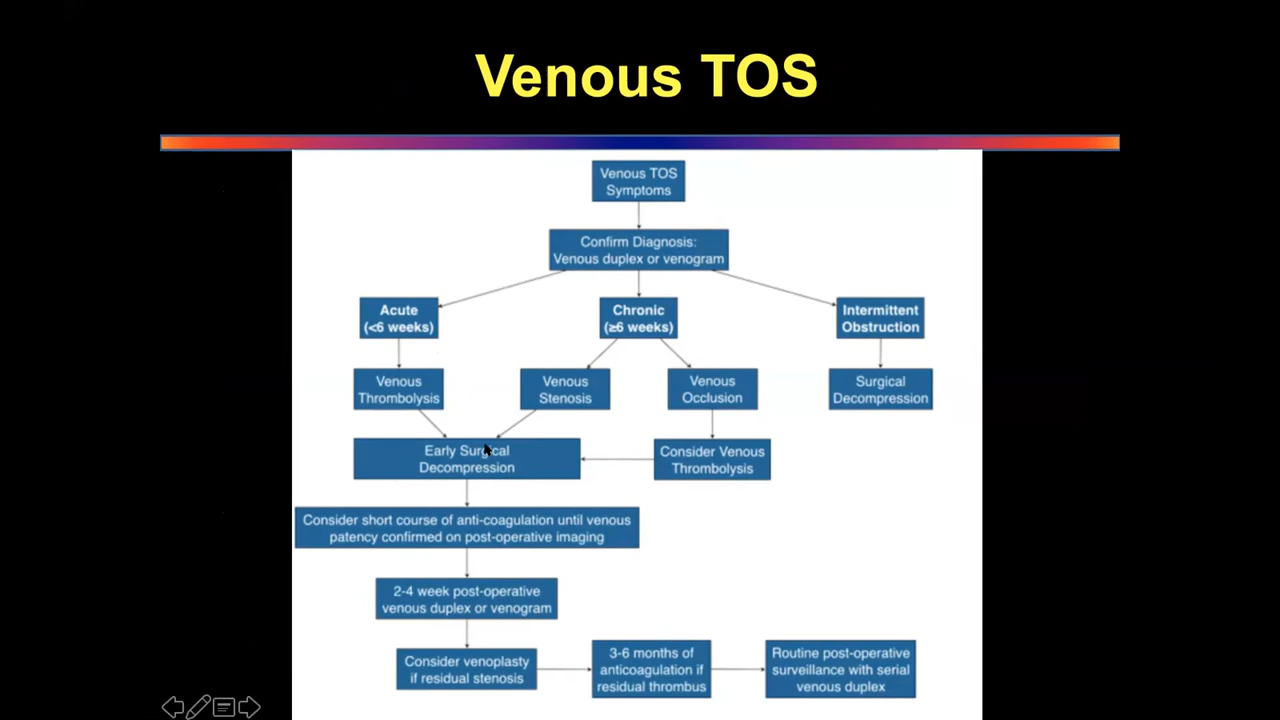 Venous TOS
Venous TOS
Symptoms
Confirm Diagnosis:
Venous duplex or venogram
Acute
(<6 weeks)
Chronic
(≥6 weeks)
Intermittent
Obstruction
Venous
Thrombolysis
Venous
Stenosis
Venous
Occlusion
Surgical
Decompression
Early Surgical
Decompression
Consider Venous
Thrombolysis
Consider short course of anti-coagulation until venous
patency confirmed on post-operative imaging
2-4 week post-operative
venous duplex or venogram
Consider venoplasty
if residual stenosis
3-6 months of
anticoagulation if
residual thrombus
Routine post-operative
surveillance with serial
venous duplex